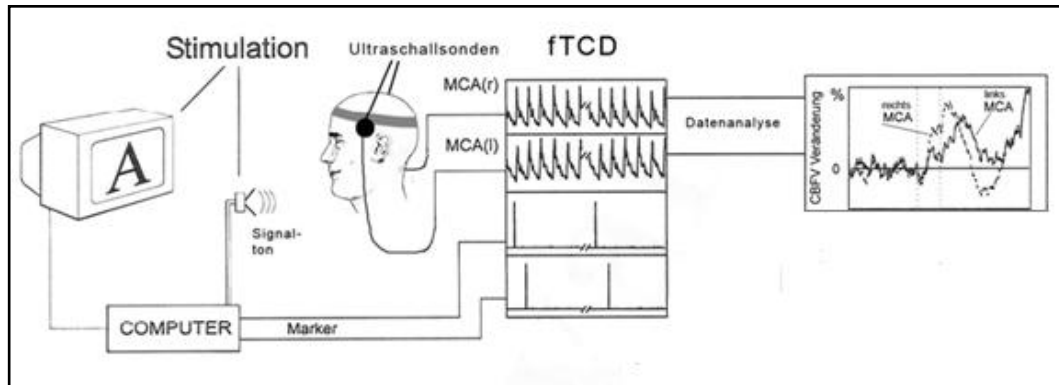 Stimulation
Ultraschallsonden
fTCD
MCA(r)
MCA(l)
A
Signal-
ton
COMPUTER
Marker
Datenanalyse
%
0
CBFV Veränderung
rechts
MCA
links
MCA